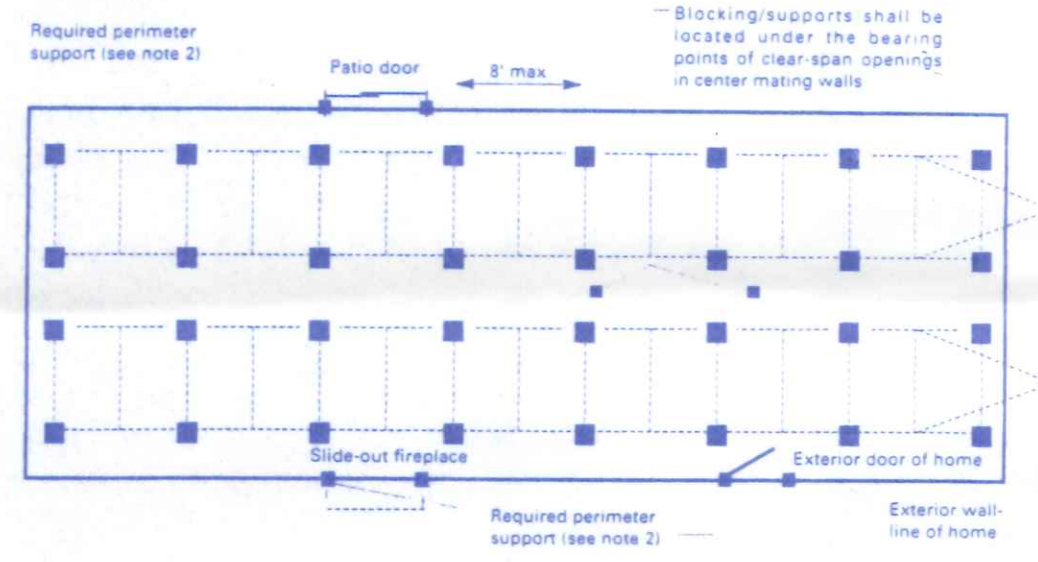 Required perimeter
support (see note 2)
Blocking/supports shall be
located under the bearing
points of clear-span openings
in center mating walls
Patio door
8' max
Slide-out fireplace
Exterior door of home
Required perimeter
support (see note 2)
Exterior wall-
line of home